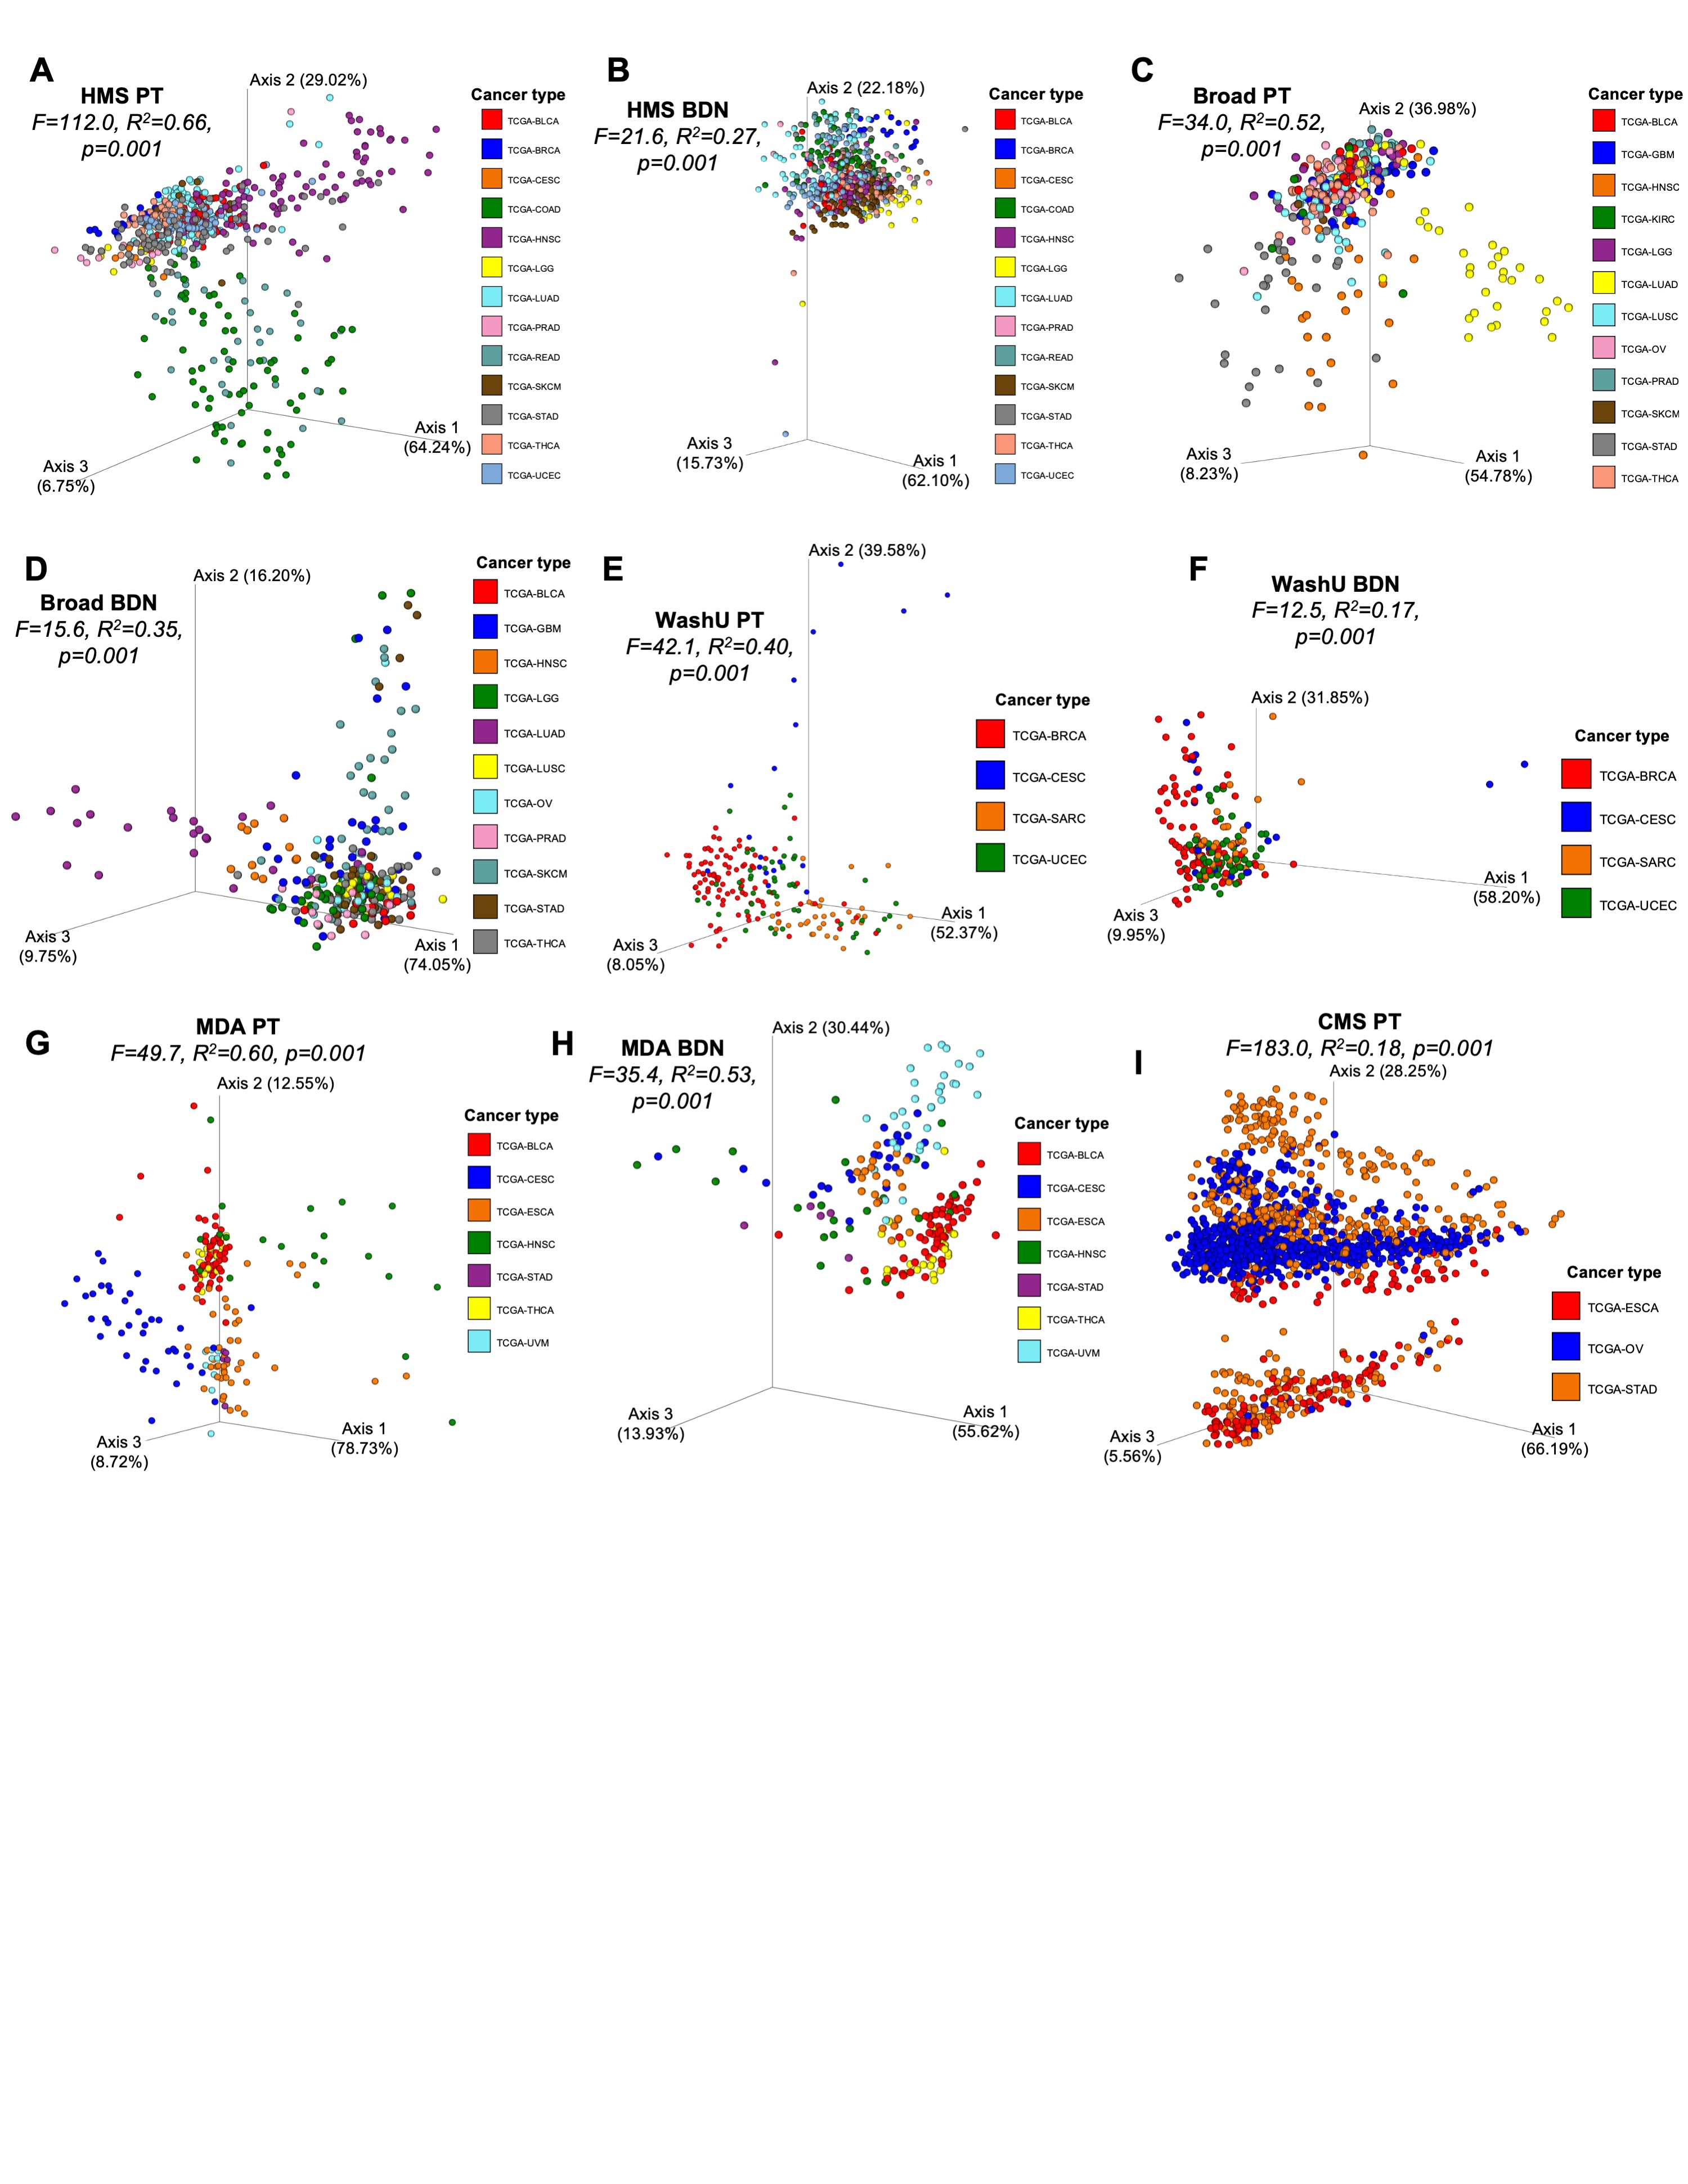 A
HMS PT
F=112.0, R²=0.66,
p=0.001
Axis 2 (29.02%)
Axis 1
(64.24%)
Axis 3
(6.75%)
Cancer type
TCGA-BLCA
TCGA-BRCA
TCGA-CESC
TCGA-COAD
TCGA-HNSC
TCGA-LGG
TCGA-LUAD
TCGA-PRAD
TCGA-READ
TCGA-SKCM
TCGA-STAD
TCGA-THCA
TCGA-UCEC
B
HMS BDN
F=21.6, R²=0.27,
p=0.001
Axis 2 (22.18%)
Axis 3
(15.73%)
Axis 1
(62.10%)
Cancer type
TCGA-BLCA
TCGA-BRCA
TCGA-CESC
TCGA-COAD
TCGA-HNSC
TCGA-LGG
TCGA-LUAD
TCGA-PRAD
TCGA-READ
TCGA-SKCM
TCGA-STAD
TCGA-THCA
TCGA-UCEC
C
Broad PT
F=34.0, R²=0.52,
p=0.001
Axis 2 (36.98%)
Axis 3
(8.23%)
Axis 1
(54.78%)
Cancer type
TCGA-BLCA
TCGA-GBM
TCGA-HNSC
TCGA-KIRC
TCGA-LGG
TCGA-LUAD
TCGA-LUSC
TCGA-OV
TCGA-PRAD
TCGA-SKCM
TCGA-STAD
TCGA-THCA
D
Broad BDN
F=15.6, R²=0.35,
p=0.001
Axis 2 (16.20%)
Axis 3
(9.75%)
Axis 1
(74.05%)
Cancer type
TCGA-BLCA
TCGA-GBM
TCGA-HNSC
TCGA-LGG
TCGA-LUAD
TCGA-LUSC
TCGA-OV
TCGA-PRAD
TCGA-SKCM
TCGA-STAD
TCGA-THCA
E
WashU PT
F=42.1, R²=0.40,
p=0.001
Axis 2 (39.58%)
Axis 1
(52.37%)
Axis 3
(8.05%)
Cancer type
TCGA-BRCA
TCGA-CESC
TCGA-SARC
TCGA-UCEC
F
WashU BDN
F=12.5, R²=0.17,
p=0.001
Axis 2 (31.85%)
Axis 1
(58.20%)
Axis 3
(9.95%)
Cancer type
TCGA-BRCA
TCGA-CESC
TCGA-SARC
TCGA-UCEC
G
MDA PT
F=49.7, R²=0.60, p=0.001
Axis 2 (12.55%)
Axis 3
(8.72%)
Axis 1
(78.73%)
Cancer type
TCGA-BLCA
TCGA-CESC
TCGA-ESCA
TCGA-HNSC
TCGA-STAD
TCGA-THCA
TCGA-UVM
H
MDA BDN
F=35.4, R²=0.53,
p=0.001
Axis 2 (30.44%)
Axis 3
(13.93%)
Axis 1
(55.62%)
Cancer type
TCGA-BLCA
TCGA-CESC
TCGA-ESCA
TCGA-HNSC
TCGA-STAD
TCGA-THCA
TCGA-UVM
I
CMS PT
F=183.0, R²=0.18, p=0.001
Axis 2 (28.25%)
Axis 3
(5.56%)
Axis 1
(66.19%)
Cancer type
TCGA-ESCA
TCGA-OV
TCGA-STAD